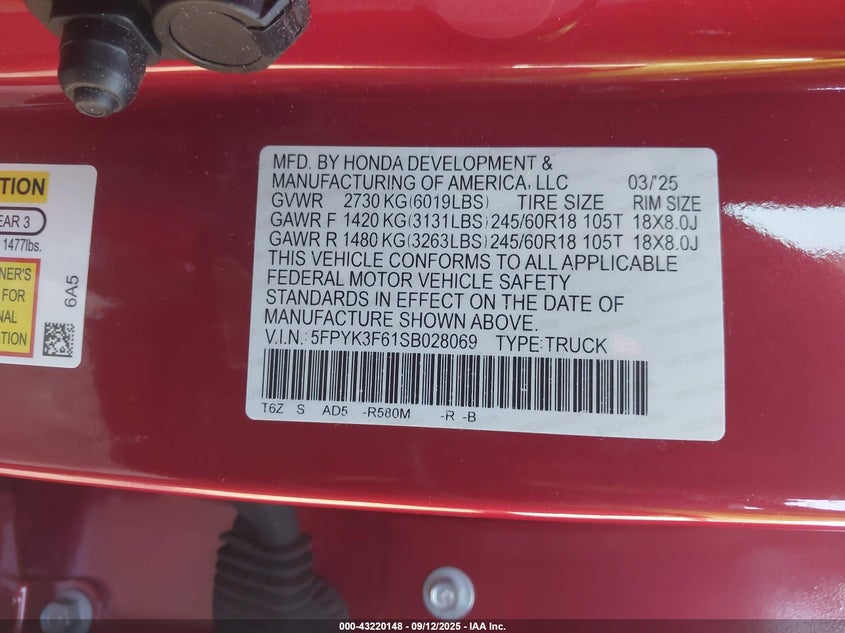 MFD. BY HONDA DEVELOPMENT &
MANUFACTURING OF AMERICA, LLC 03/'25
GVWR 2730 KG(6019LBS) TIRE SIZE RIM SIZE
GAWR F 1420 KG(3131LBS) 245/60R18 105T 18X8.0J
GAWR R 1480 KG(3263LBS) 245/60R18 105T 18X8.0J
THIS VEHICLE CONFORMS TO ALL APPLICABLE
FEDERAL MOTOR VEHICLE SAFETY
STANDARDS IN EFFECT ON THE DATE OF
MANUFACTURE SHOWN ABOVE.
V.I.N.: 5FPYK3F61SB028069 TYPE:TRUCK
T6Z S AD5 -R580M -R -B
EAR 3
1477lbs.
NER'S
FOR
6A5
000-43220148 - 09/12/2025 - IAA Inc.